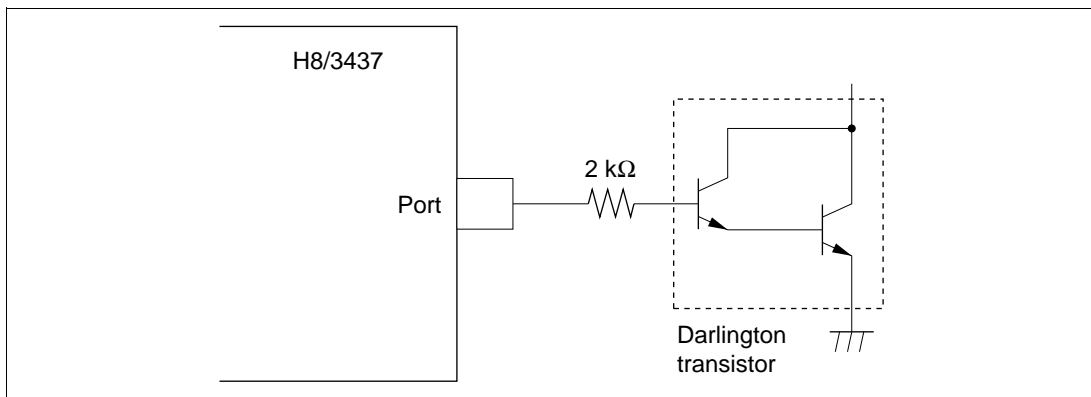 H8/3437
2 kΩ
Port
Darlington
transistor